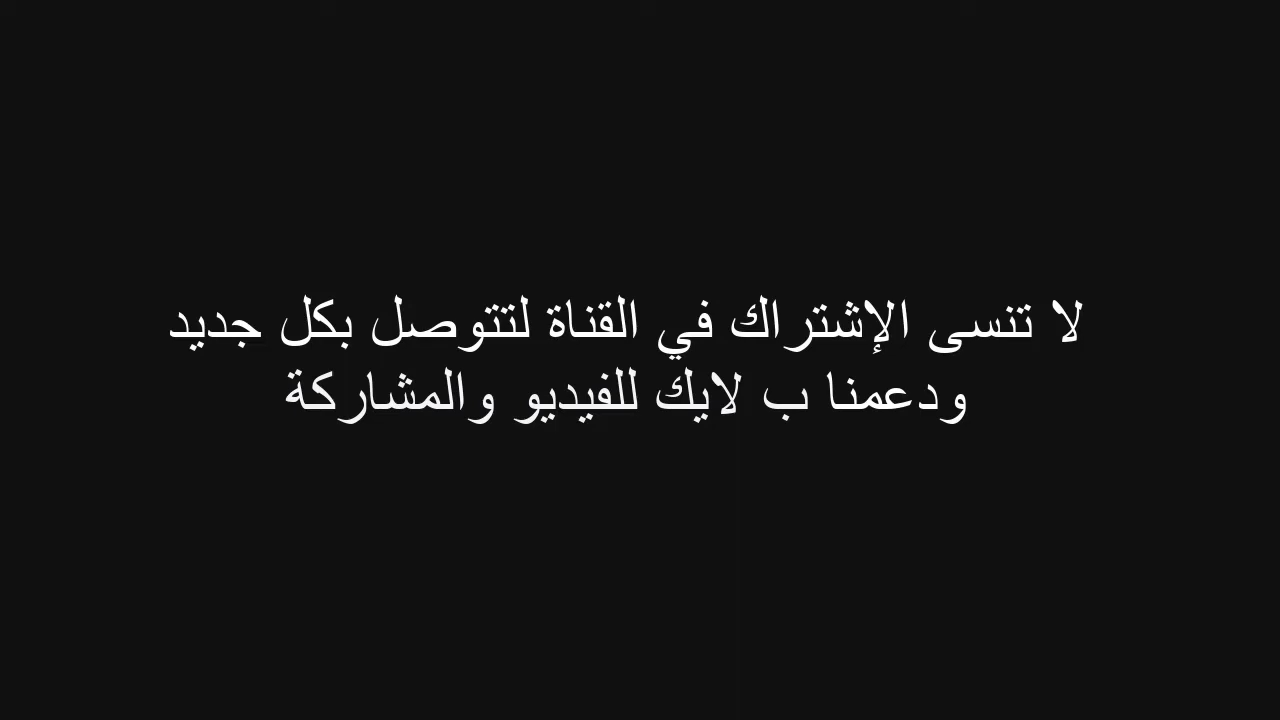 لا تنسى الإشتراك في القناة لتتوصل بكل جديد
ودعمنا ب لايك للفيديو والمشاركة